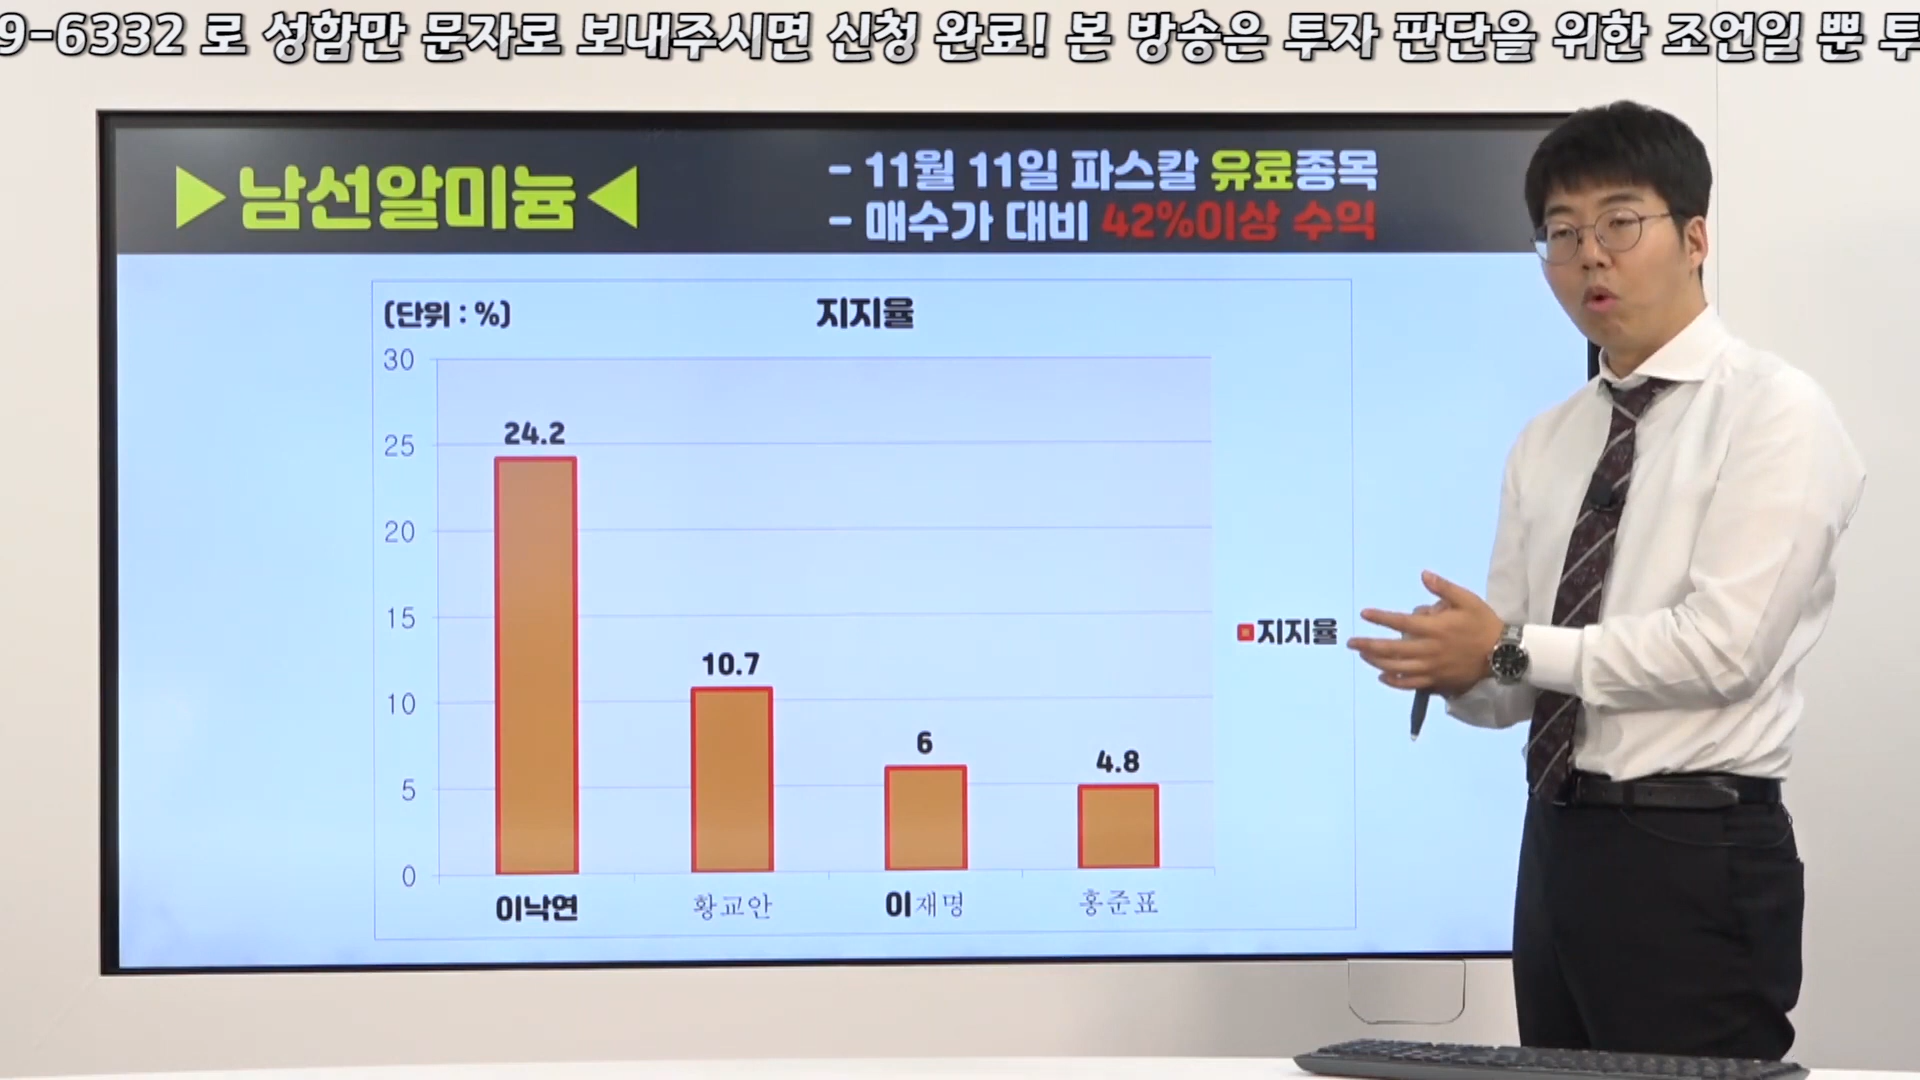 9-6332 로 성함만 문자로 보내주시면 신청 완료! 본 방송은 투자 판단을 위한 조언일 뿐 투
▶남선알미늄◀
- 11월 11일 파스칼 유료종목
- 매수가 대비 42%이상 수익
(단위 : %)
지지율
30
25
20
15
10
5
0
24.2
10.7
6
4.8
이낙연
황교안
이재명
홍준표
지지율